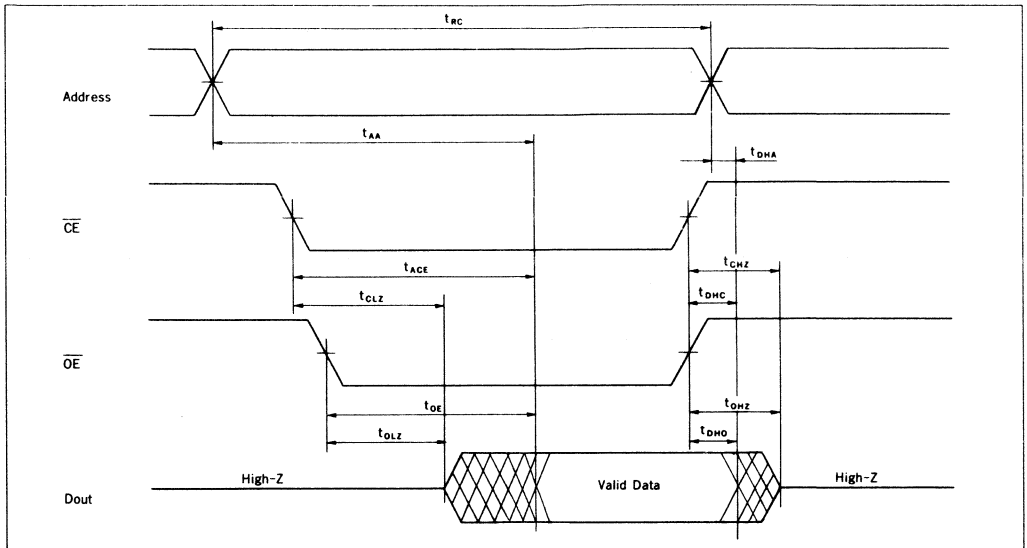 tRC
Address
tAA
tDHA
CE
tACE
tCHZ
tCLZ
tDHC
OE
tOE
tOHZ
tOLZ
tDHO
High-Z
Valid Data
High-Z
Dout